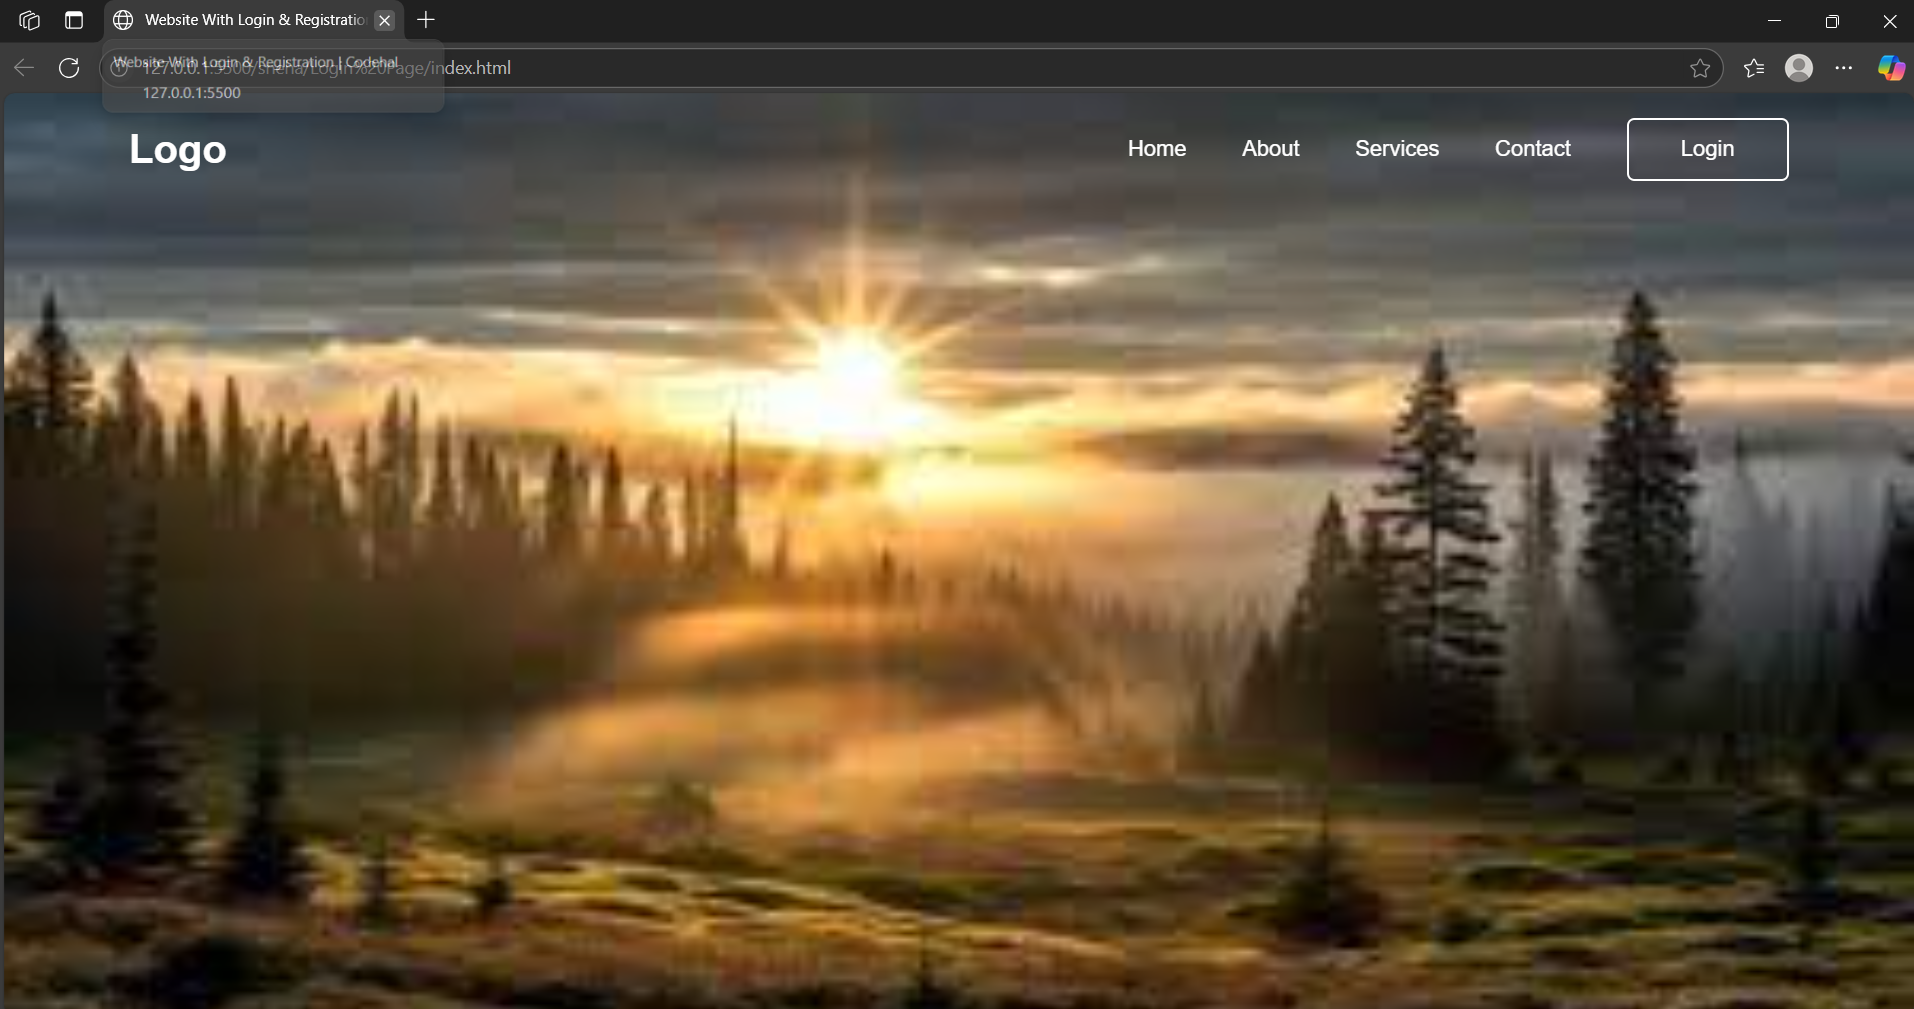 Website With Login & Registratio
Website With Login & Registration | Codehal
127.0.0.1:5500/sneha/Login%20Page/index.html
127.0.0.1:5500
Logo
Home About Services Contact Login